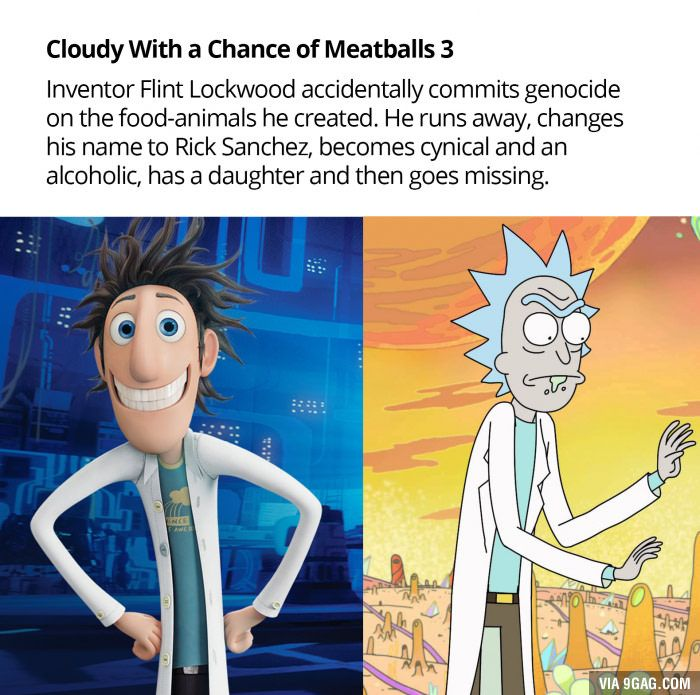 Cloudy With a Chance of Meatballs 3
Inventor Flint Lockwood accidentally commits genocide
on the food-animals he created. He runs away, changes
his name to Rick Sanchez, becomes cynical and an
alcoholic, has a daughter and then goes missing.
VIA 9GAG.COM